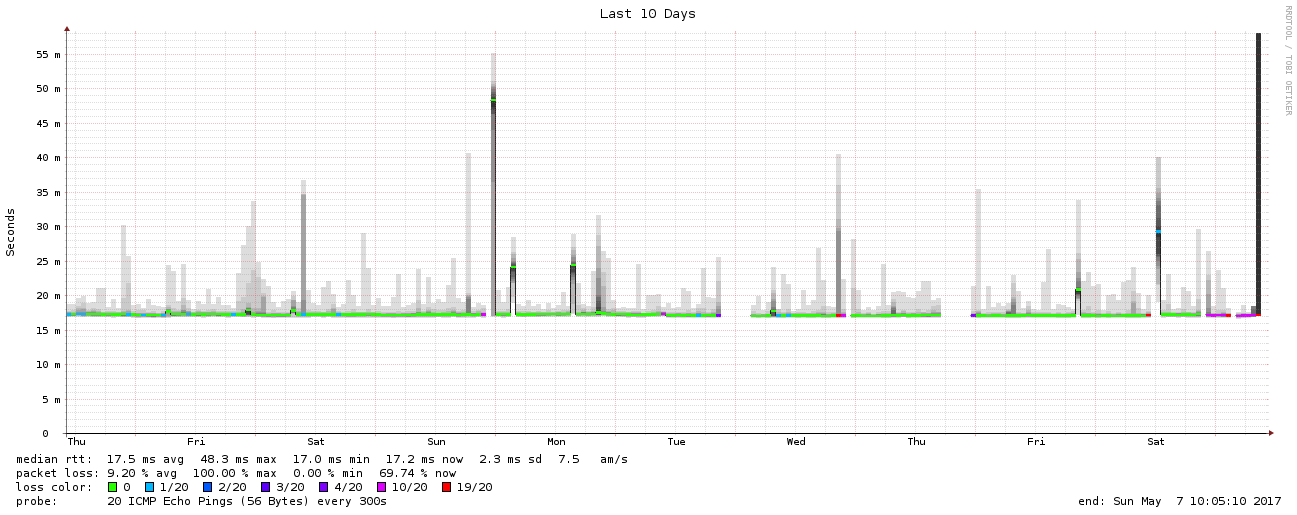 Last 10 Days
RRDTOOL / TOBI OETIKER
Seconds
55 m
50 m
45 m
40 m
35 m
30 m
25 m
20 m
15 m
10 m
5 m
0
Thu Fri Sat Sun Mon Tue Wed Thu Fri Sat
median rtt: 17.5 ms avg 48.3 ms max 17.0 ms min 17.2 ms now 2.3 ms sd 7.5 am/s
packet loss: 9.20 % avg 100.00 % max 0.00 % min 69.74 % now
loss color: 0 1/20 2/20 3/20 4/20 10/20 19/20
probe: 20 ICMP Echo Pings (56 Bytes) every 300s end: Sun May 7 10:05:10 2017